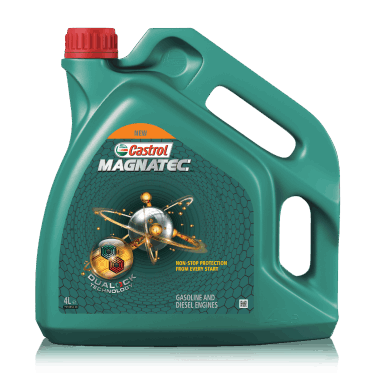 NEW
Castrol
MAGNATEC
NON-STOP PROTECTION
FROM EVERY START
DUALOCK
TECHNOLOGY
GASOLINE AND
DIESEL ENGINES
4L